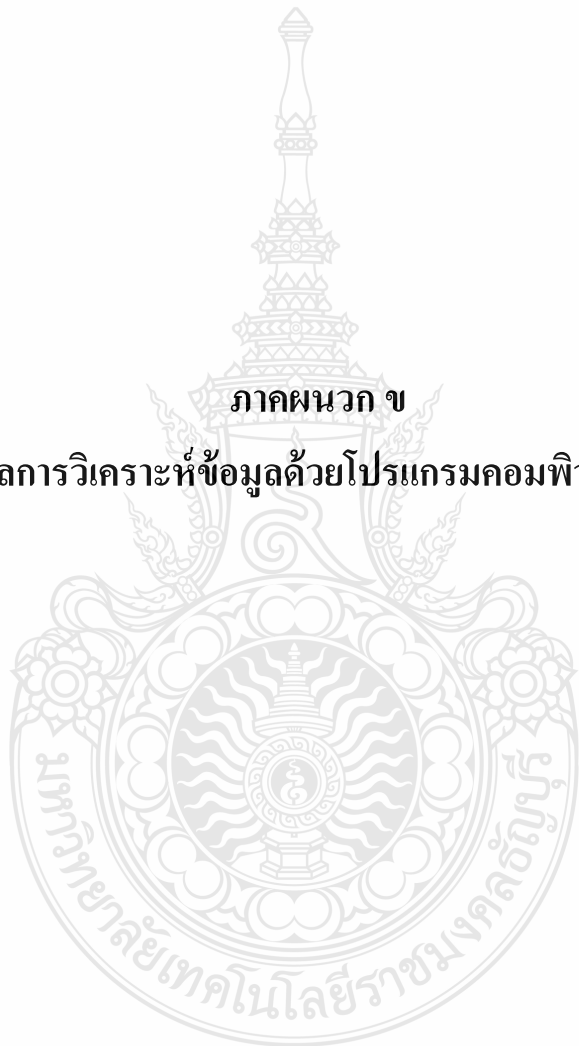 ภาคผนวก ข
ลการวิเคราะห์ข้อมูลด้วยโปรแกรมคอมพิว
มหาวิทยาลัยเทคโนโลยีราชมงคลธัญบุรี